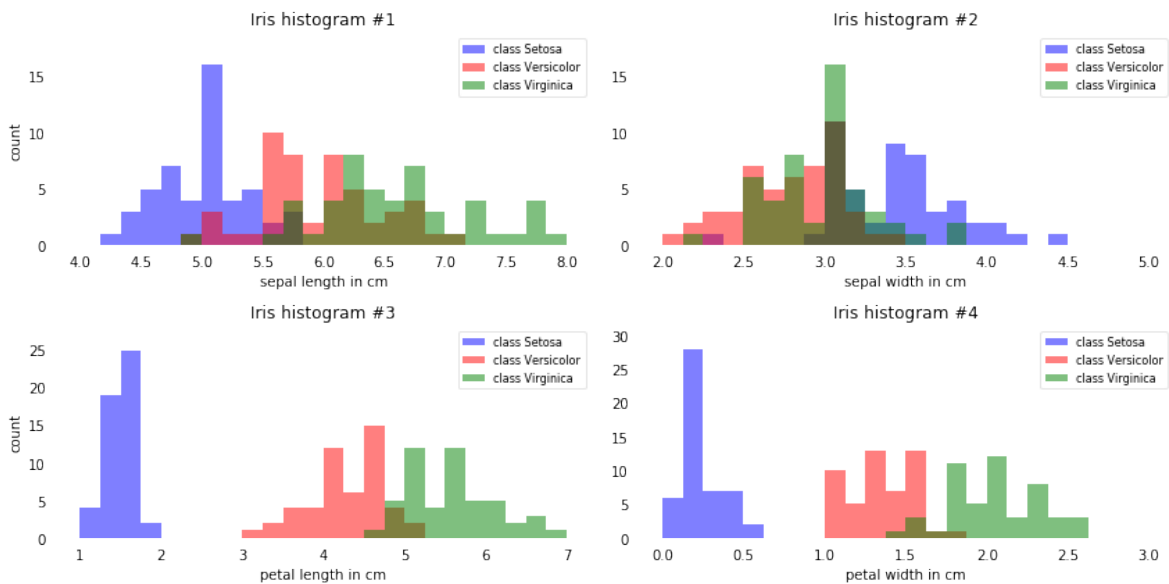 Iris histogram #1
class Setosa
class Versicolor
class Virginica
15
10
5
0
count
4.0 4.5 5.0 5.5 6.0 6.5 7.0 7.5 8.0
sepal length in cm
Iris histogram #2
class Setosa
class Versicolor
class Virginica
15
10
5
0
2.0 2.5 3.0 3.5 4.0 4.5 5.0
sepal width in cm
Iris histogram #3
class Setosa
class Versicolor
class Virginica
25
20
15
10
5
0
count
1 2 3 4 5 6 7
petal length in cm
Iris histogram #4
class Setosa
class Versicolor
class Virginica
30
25
20
15
10
5
0
0.0 0.5 1.0 1.5 2.0 2.5 3.0
petal width in cm